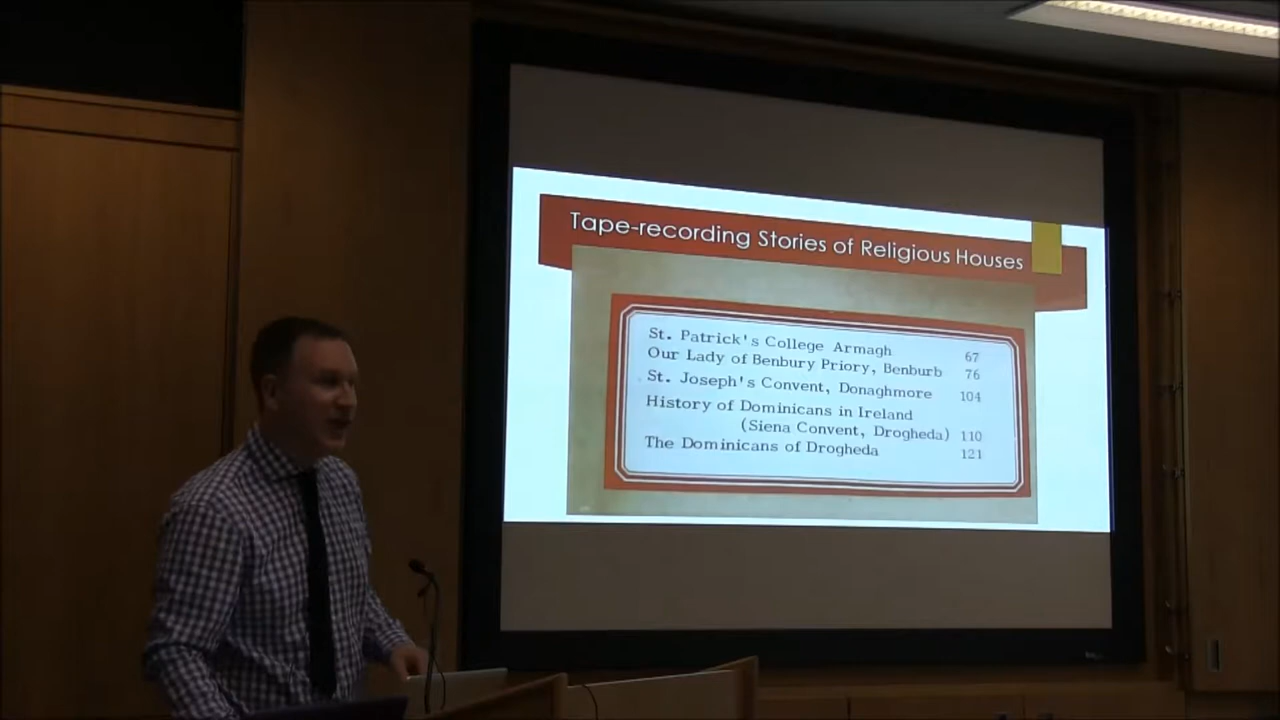 Tape-recording Stories of Religious Houses
St. Patrick's College Armagh 67
Our Lady of Benbury Priory, Benburb 76
St. Joseph's Convent, Donaghmore 104
History of Dominicans in Ireland
(Siena Convent, Drogheda) 110
The Dominicans of Drogheda 121